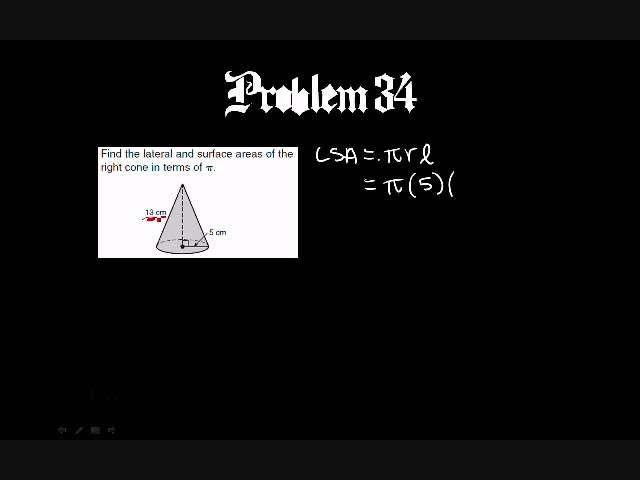 Problem 34
Find the lateral and surface areas of the
right cone in terms of π.
13 cm
5 cm
LSA = πrl
= π(5)(